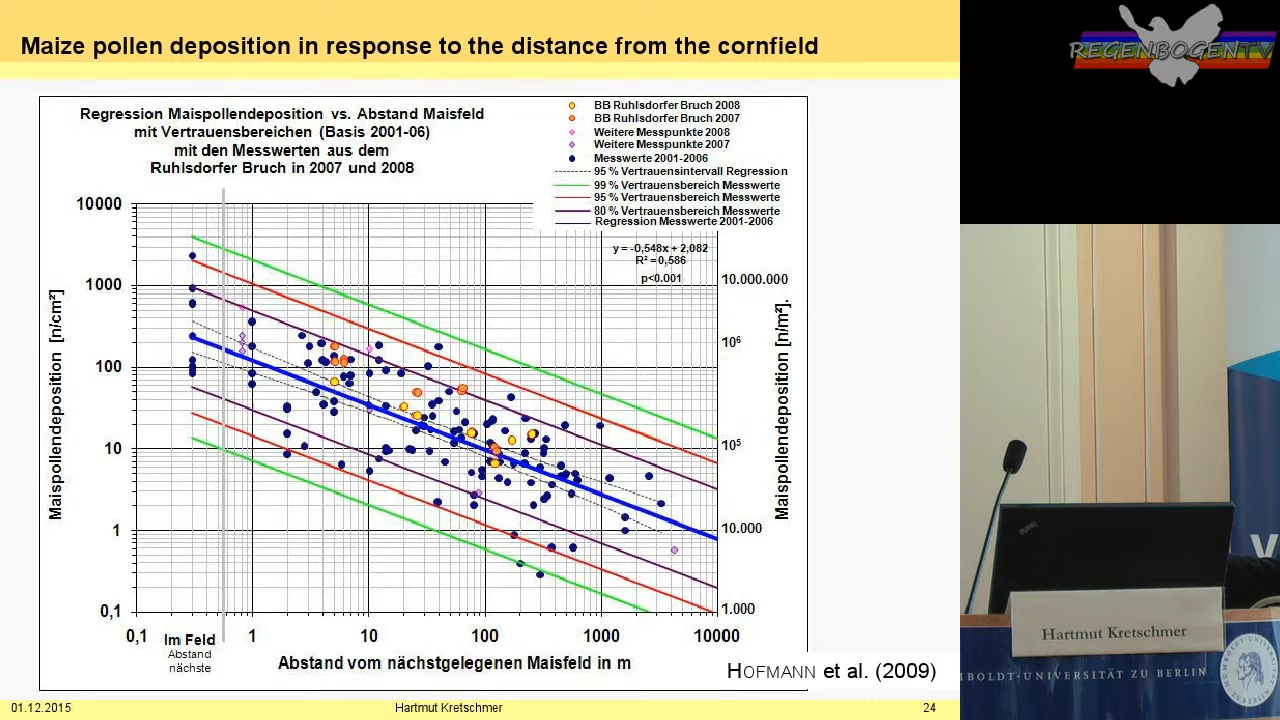 Maize pollen deposition in response to the distance from the cornfield
REGENBOGENTV
Regression Maispollendeposition vs. Abstand Maisfeld
mit Vertrauensbereichen (Basis 2001-06)
mit den Messwerten aus dem
Ruhlsdorfer Bruch in 2007 und 2008
BB Ruhlsdorfer Bruch 2008
BB Ruhlsdorfer Bruch 2007
Weitere Messpunkte 2008
Weitere Messpunkte 2007
Messwerte 2001-2006
95 % Vertrauensintervall Regression
99 % Vertrauensbereich Messwerte
95 % Vertrauensbereich Messwerte
80 % Vertrauensbereich Messwerte
Regression Messwerte 2001-2006
y = -0,548x + 2,082
R² = 0,586
p<0.001
Maispollendeposition [n/cm²]
10000
1000
100
10
1
0,1
10.000.000
10⁶
10⁵
10.000
1.000
Maispollendeposition [n/m²].
0,1
1
10
100
1000
10000
Im Feld
Abstand
nächste
Abstand vom nächstgelegenen Maisfeld in m
HOFMANN et al. (2009)
01.12.2015
Hartmut Kretschmer
24
Hartmut Kretschmer
BOLDT-UNIVERSITÄT ZU BERLIN